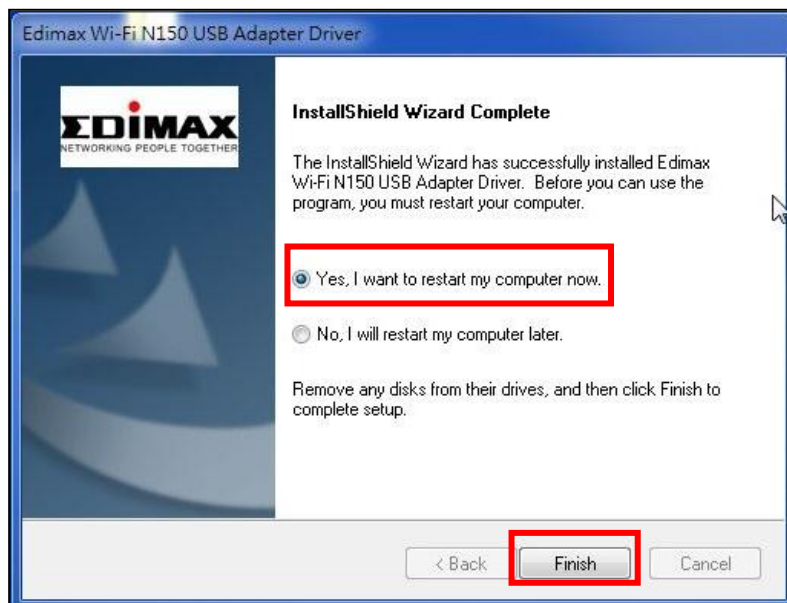 Edimax Wi-Fi N150 USB Adapter Driver
EDIMAX
NETWORKING PEOPLE TOGETHER
InstallShield Wizard Complete
The InstallShield Wizard has successfully installed Edimax
Wi-Fi N150 USB Adapter Driver. Before you can use the
program, you must restart your computer.
Yes, I want to restart my computer now.
No, I will restart my computer later.
Remove any disks from their drives, and then click Finish to
complete setup.
< Back
Finish
Cancel